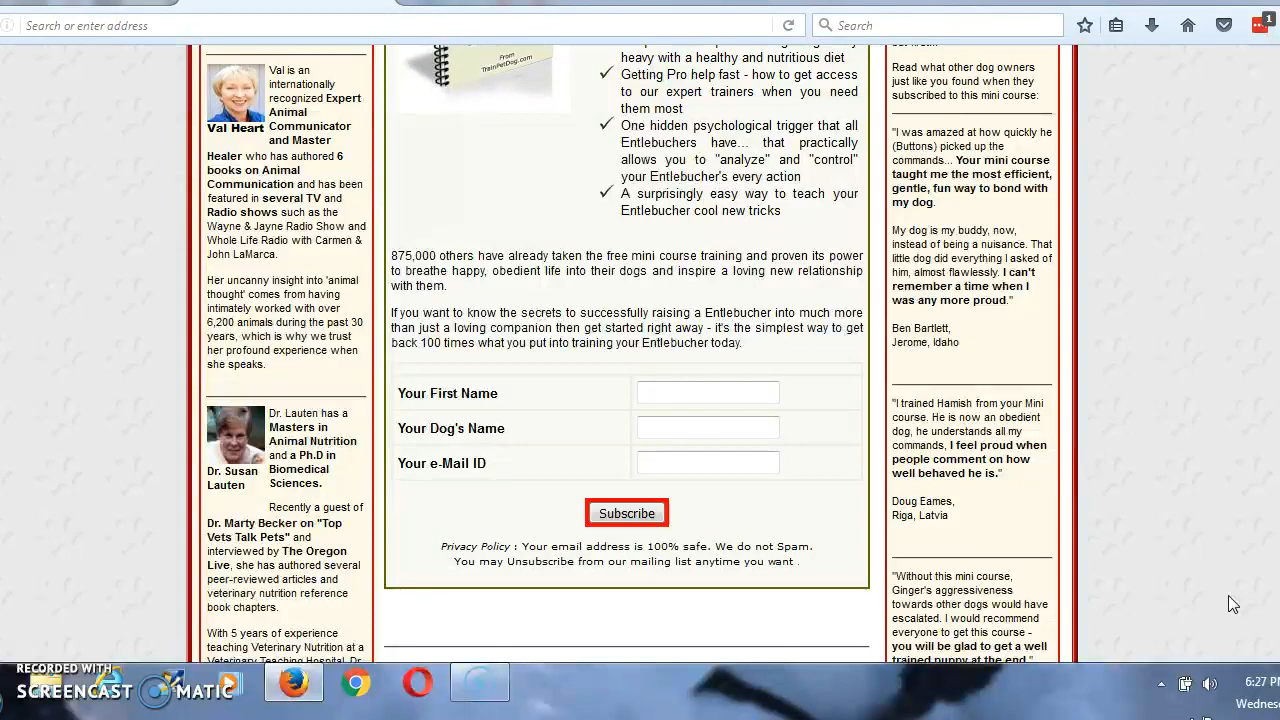 Search or enter address
Search
1
Val is an
internationally
recognized Expert
Animal
Communicator
and Master
Val Heart
Healer who has authored 6
books on Animal
Communication and has been
featured in several TV and
Radio shows such as the
Wayne & Jayne Radio Show and
Whole Life Radio with Carmen &
John LaMarca.
Her uncanny insight into 'animal
thought' comes from having
intimately worked with over
6,200 animals during the past 30
years, which is why we trust
her profound experience when
she speaks.
Dr. Lauten has a
Masters in
Animal Nutrition
and a Ph.D in
Biomedical
Sciences.
Dr. Susan
Lauten
Recently a guest of
Dr. Marty Becker on "Top
Vets Talk Pets" and
interviewed by The Oregon
Live, she has authored several
peer-reviewed articles and
veterinary nutrition reference
book chapters.
With 5 years of experience
teaching Veterinary Nutrition at a
Veterinary Teaching Hospital, Dr.
From
TrainPetDog.com
heavy with a healthy and nutritious diet
Getting Pro help fast - how to get access
to our expert trainers when you need
them most
One hidden psychological trigger that all
Entlebuchers have... that practically
allows you to "analyze" and "control"
your Entlebucher's every action
A surprisingly easy way to teach your
Entlebucher cool new tricks
875,000 others have already taken the free mini course training and proven its power
to breathe happy, obedient life into their dogs and inspire a loving new relationship
with them.
If you want to know the secrets to successfully raising a Entlebucher into much more
than just a loving companion then get started right away - it's the simplest way to get
back 100 times what you put into training your Entlebucher today.
Your First Name
Your Dog's Name
Your e-Mail ID
Subscribe
Privacy Policy : Your email address is 100% safe. We do not Spam.
You may Unsubscribe from our mailing list anytime you want .
Read what other dog owners
just like you found when they
subscribed to this mini course:
"I was amazed at how quickly he
(Buttons) picked up the
commands... Your mini course
taught me the most efficient,
gentle, fun way to bond with
my dog.
My dog is my buddy, now,
instead of being a nuisance. That
little dog did everything I asked of
him, almost flawlessly. I can't
remember a time when I
was any more proud."
Ben Bartlett,
Jerome, Idaho
"I trained Hamish from your Mini
course. He is now an obedient
dog, he understands all my
commands, I feel proud when
people comment on how
well behaved he is."
Doug Eames,
Riga, Latvia
"Without this mini course,
Ginger's aggressiveness
towards other dogs would have
escalated. I would recommend
everyone to get this course -
you will be glad to get a well
trained puppy at the end."
RECORDED WITH
SCREENCAST MATIC
6:27 PM
Wednes